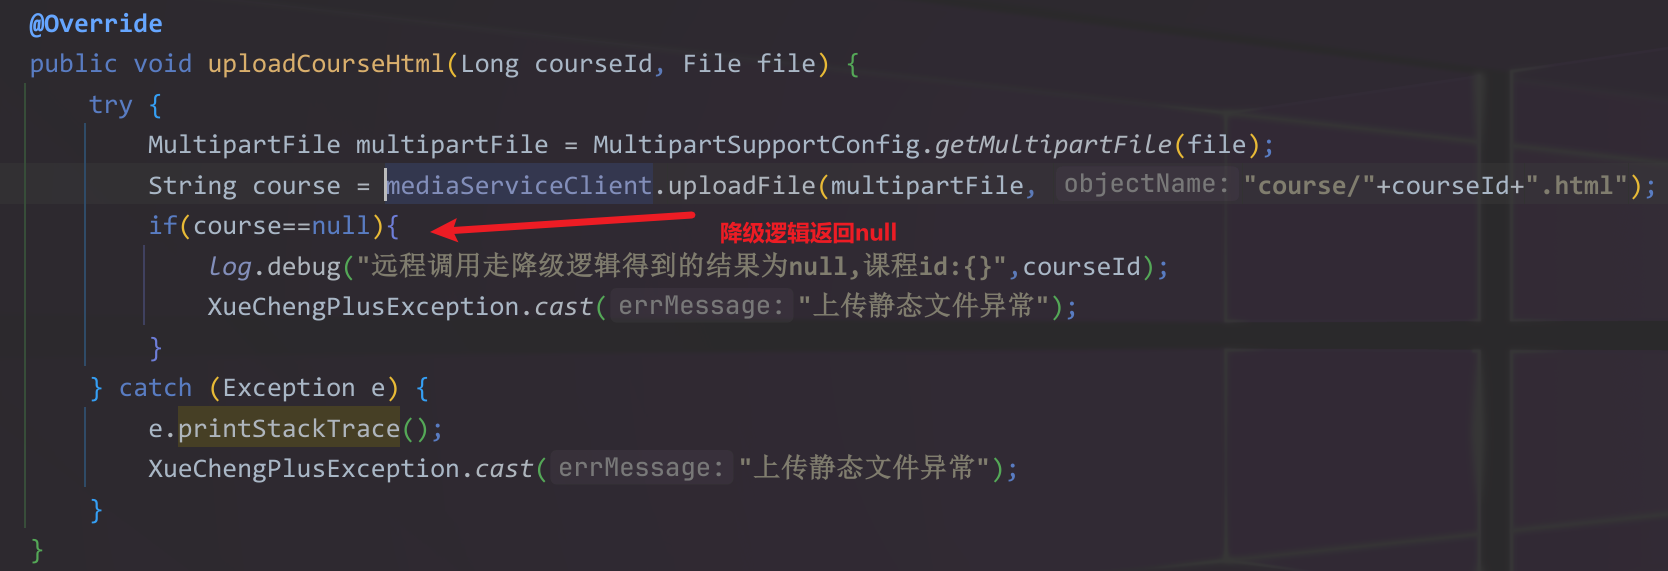 @Override
public void uploadCourseHtml(Long courseId, File file) {
try {
MultipartFile multipartFile = MultipartSupportConfig.getMultipartFile(file);
String course = mediaServiceClient.uploadFile(multipartFile, objectName: "course/"+courseId+".html");
if(course==null){
降级逻辑返回null
log.debug("远程调用走降级逻辑得到的结果为null,课程id:{}",courseId);
XueChengPlusException.cast( errMessage: "上传静态文件异常");
}
} catch (Exception e) {
e.printStackTrace();
XueChengPlusException.cast( errMessage: "上传静态文件异常");
}
}